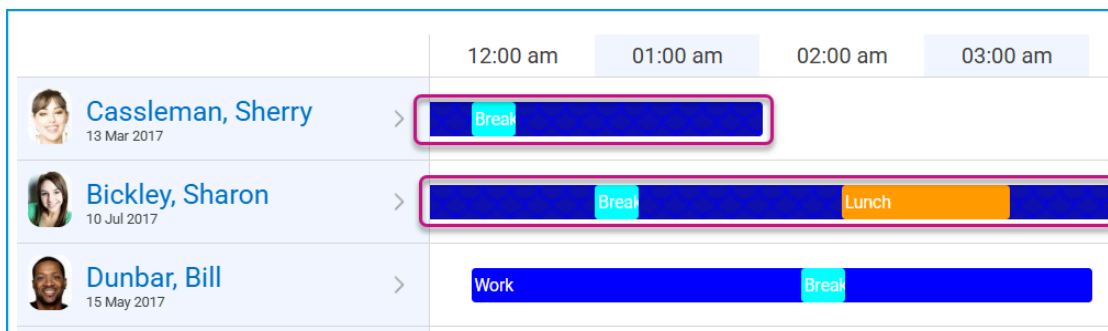 12:00 am 01:00 am 02:00 am 03:00 am
Cassleman, Sherry
13 Mar 2017
Break
Bickley, Sharon
10 Jul 2017
Break Lunch
Dunbar, Bill
15 May 2017
Work Break